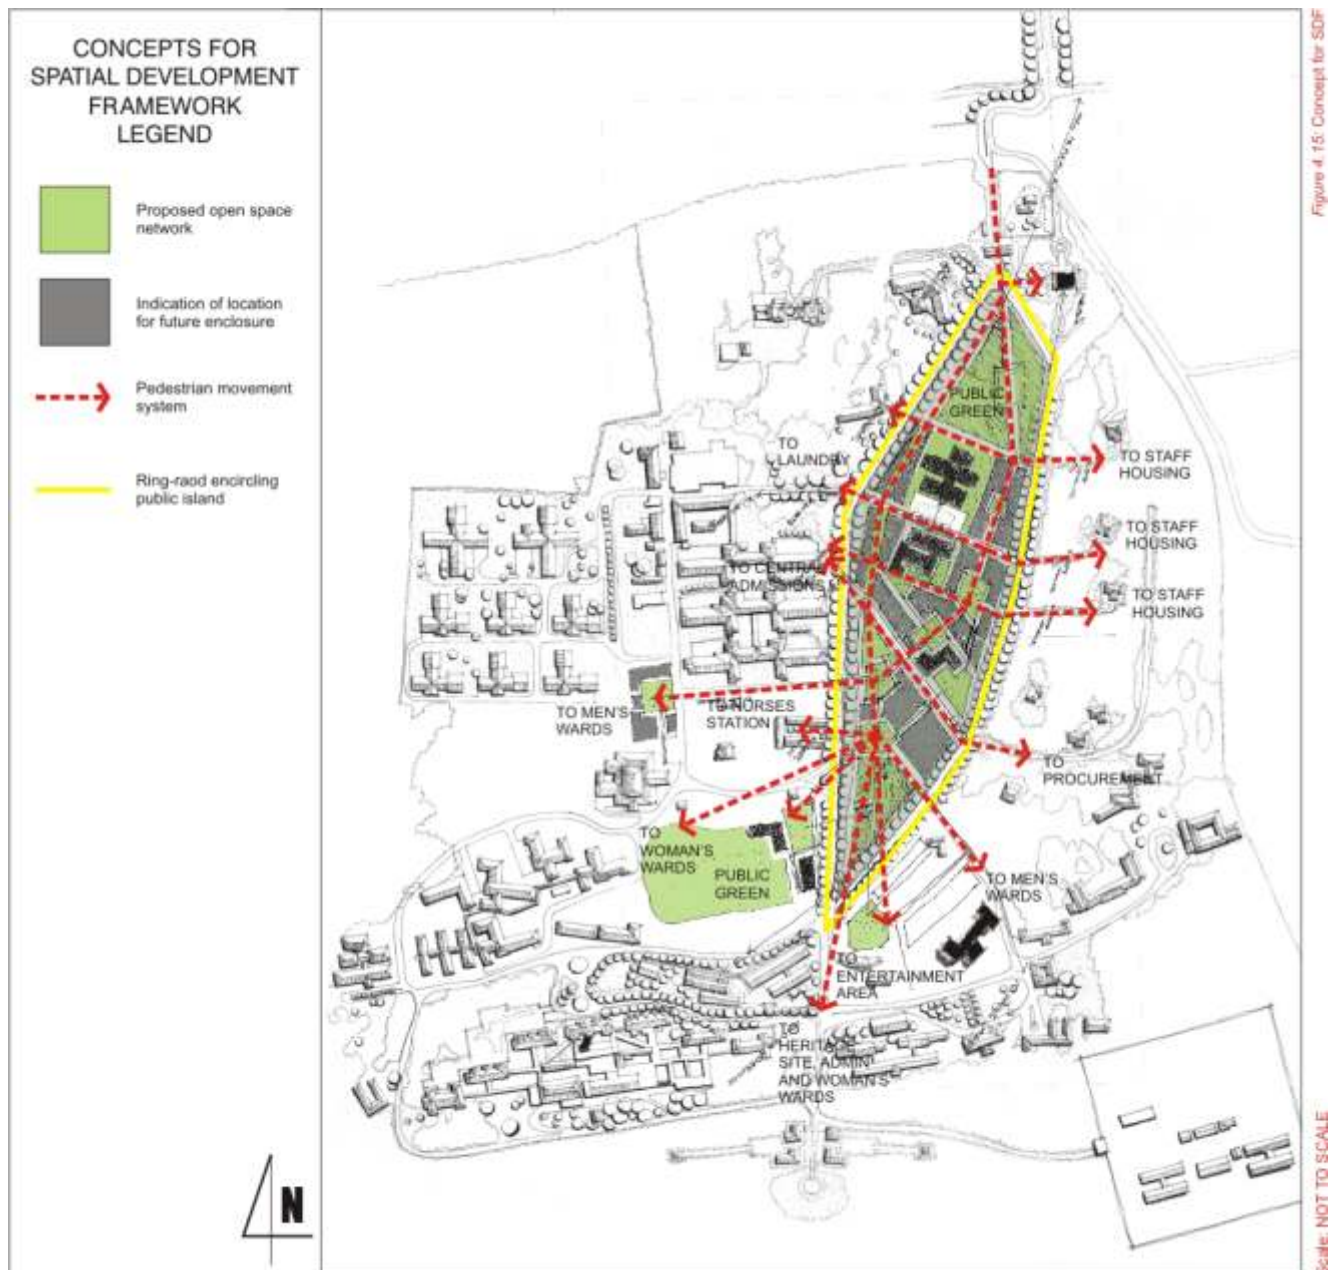 CONCEPTS FOR
SPATIAL DEVELOPMENT
FRAMEWORK
LEGEND
Proposed open space
network
Indication of location
for future enclosure
Pedestrian movement
system
Ring-raod encircling
public island
N
PUBLIC
GREEN
TO
LAUNDRY
TO STAFF
HOUSING
TO STAFF
HOUSING
TO CENTRAL
ADMISSIONS
TO STAFF
HOUSING
TO MEN'S
WARDS
TO NURSES
STATION
TO
PROCUREMENT
TO
WOMAN'S
WARDS
PUBLIC
GREEN
TO MEN'S
WARDS
TO
ENTERTAINMENT
AREA
TO
HERITAGE
SITE, ADMIN
AND WOMAN'S
WARDS
Figure 4.15: Concept for SDF
Scale: NOT TO SCALE